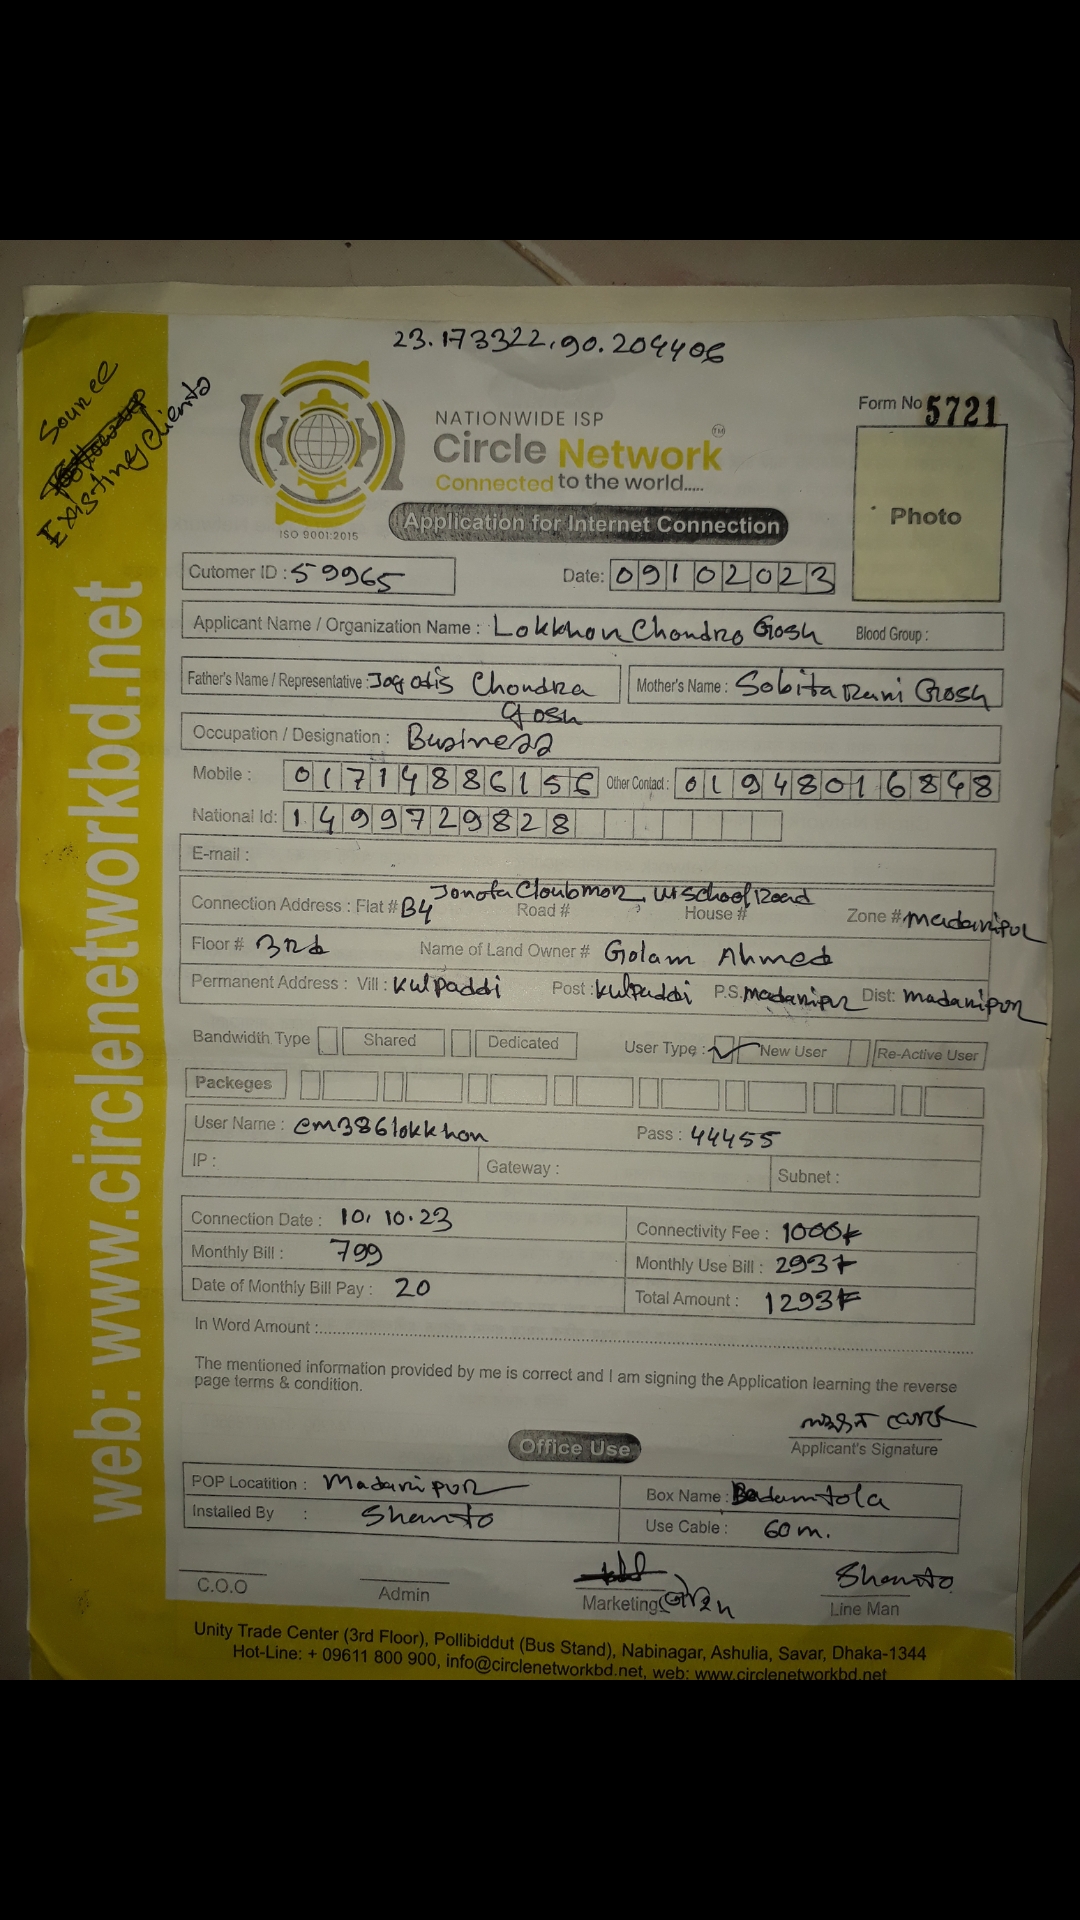 23.173322,90.204406
Source
Existing clients
NATIONWIDE ISP
Circle Network TM
Connected to the world.....
ISO 9001:2015
Application for Internet Connection
Form No 5721
Photo
Cutomer ID : 59965
Date: 09102023
Applicant Name / Organization Name : Lokkhon Chondro Gosh Blood Group :
Father's Name / Representative : Jogodis Chondra Gosh
Mother's Name : Sobita Rani Gosh
Occupation / Designation : Business
Mobile : 01714886156 Other Contact : 01948016848
National Id: 1499729828
E-mail :
Connection Address : Flat # B4 Road # House # Zone # madaripur
Floor # 3rd Name of Land Owner # Golam Ahmed
Permanent Address : Vill : Kulpaddi Post : Kulpaddi P.S. madaripur Dist: madaripur
Bandwidth Type Shared Dedicated User Type : New User Re-Active User
Packeges
User Name : cm386lokkhon Pass : 44455
IP : Gateway : Subnet :
Connection Date : 10.10.23 Connectivity Fee : 1000
Monthly Bill : 799 Monthly Use Bill : 293
Date of Monthly Bill Pay : 20 Total Amount : 1293
In Word Amount :
The mentioned information provided by me is correct and I am signing the Application learning the reverse
page terms & condition.
Applicant's Signature
Office Use
POP Locatition : Madaripur Box Name : Badamtola
Installed By : Shanto Use Cable : 60 m.
Shanto
C.O.O Admin Marketing Line Man
Unity Trade Center (3rd Floor), Pollibiddut (Bus Stand), Nabinagar, Ashulia, Savar, Dhaka-1344
Hot-Line: + 09611 800 900, info@circlenetworkbd.net, web: www.circlenetworkbd.net
web: www.circlenetworkbd.net